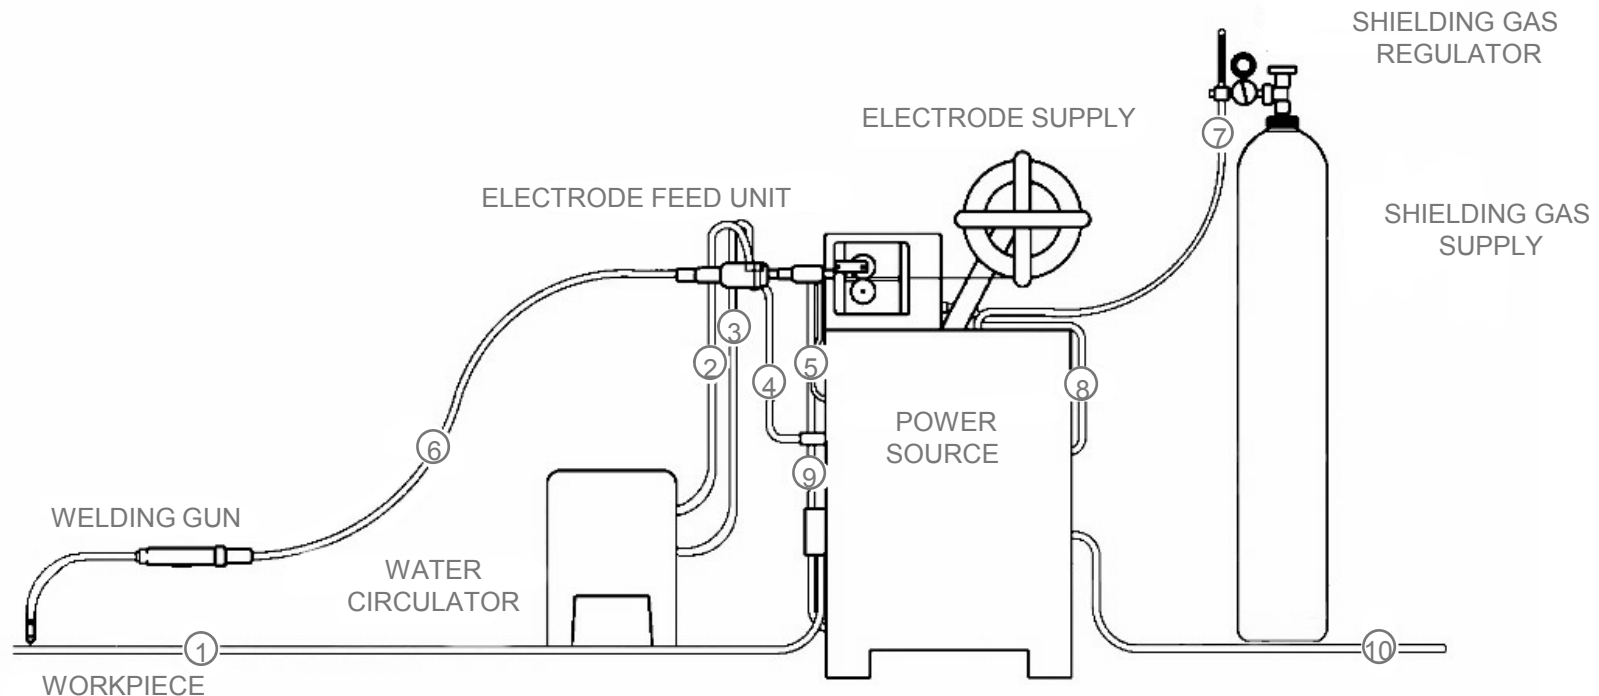 SHIELDING GAS
REGULATOR
ELECTRODE SUPPLY
7
ELECTRODE FEED UNIT
SHIELDING GAS
SUPPLY
3
2
5
4
8
POWER
SOURCE
6
9
WELDING GUN
WATER
CIRCULATOR
1
10
WORKPIECE